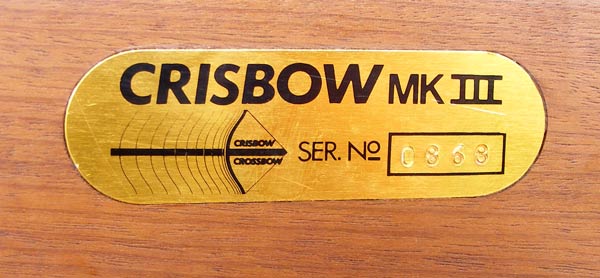 CRISBOW MK III
CRISBOW
CROSSBOW
SER. No 0868